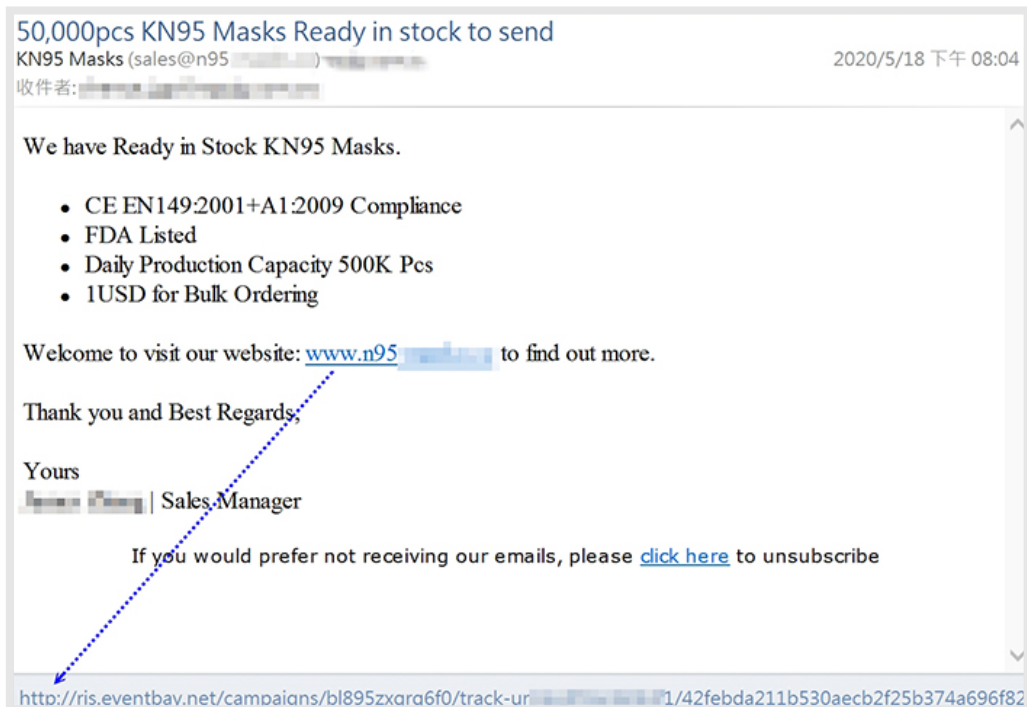 50,000pcs KN95 Masks Ready in stock to send
KN95 Masks (sales@n95
2020/5/18 下午 08:04
收件者:
We have Ready in Stock KN95 Masks.
• CE EN149:2001+A1:2009 Compliance
• FDA Listed
• Daily Production Capacity 500K Pcs
• 1USD for Bulk Ordering
Welcome to visit our website: www.n95 to find out more.
Thank you and Best Regards,
Yours
| Sales Manager
If you would prefer not receiving our emails, please click here to unsubscribe
http://ris.eventbay.net/campaigns/bl895zxqrq6f0/track-ur 1/42febda211b530aecb2f25b374a696f82